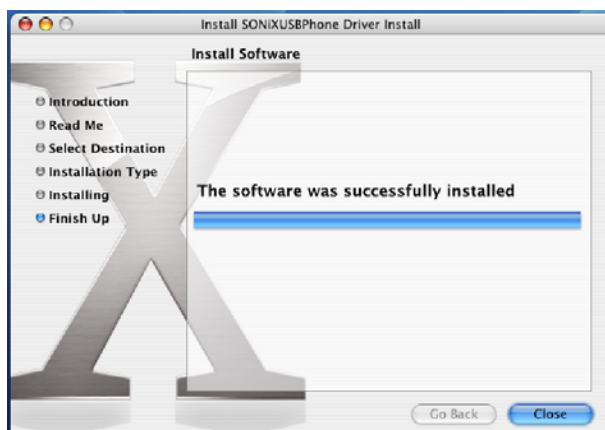 Install SONiXUSBPhone Driver Install
Install Software
Introduction
Read Me
Select Destination
Installation Type
Installing
Finish Up
The software was successfully installed
Go Back
Close